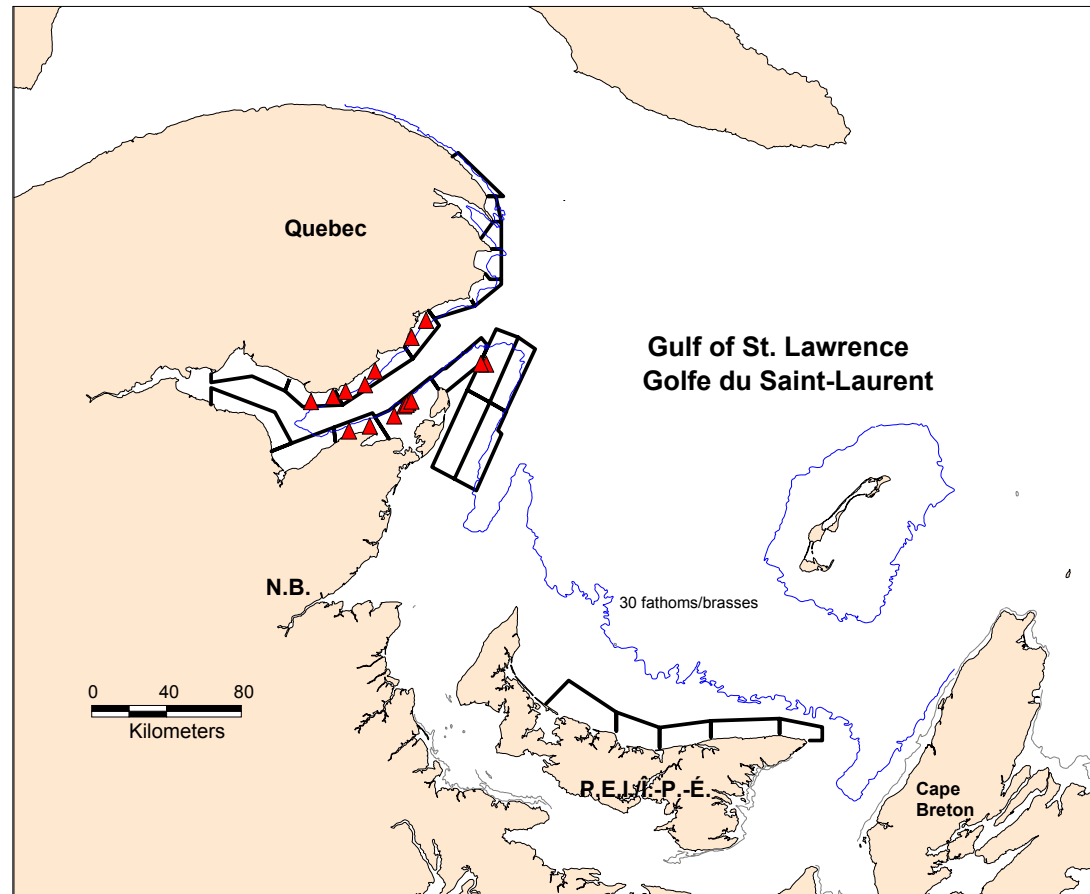 Quebec
Gulf of St. Lawrence
Golfe du Saint-Laurent
N.B.
30 fathoms/brasses
0 40 80
Kilometers
P.E.I./Î.-P.-É.
Cape
Breton